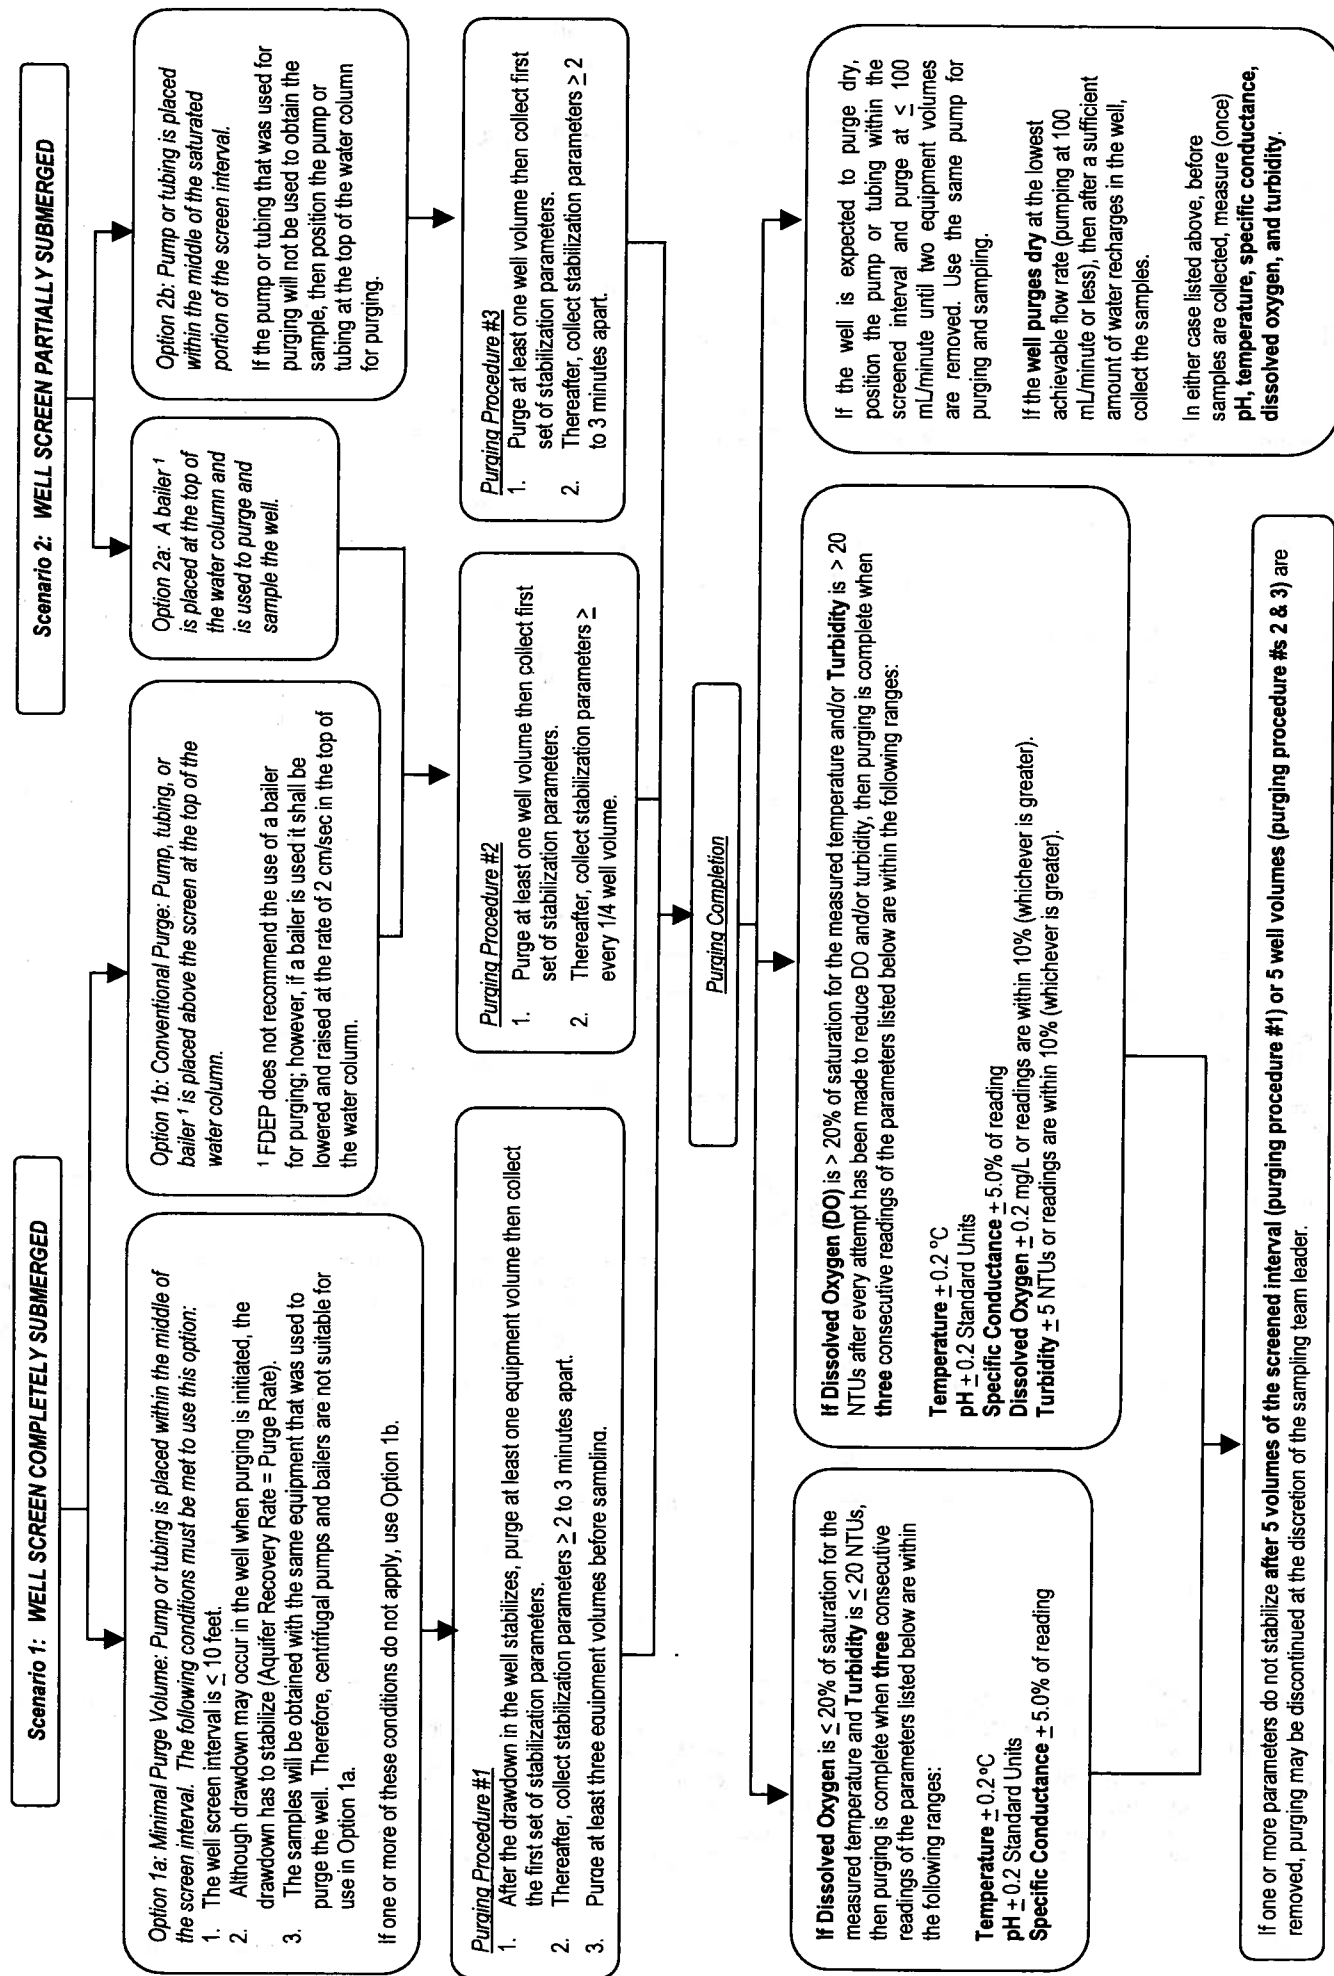 Scenario 1: WELL SCREEN COMPLETELY SUBMERGED
Scenario 2: WELL SCREEN PARTIALLY SUBMERGED
Option 1a: Minimal Purge Volume: Pump or tubing is placed within the middle of
the screen interval. The following conditions must be met to use this option:
1. The well screen interval is ≤ 10 feet.
2. Although drawdown may occur in the well when purging is initiated, the
drawdown has to stabilize (Aquifer Recovery Rate = Purge Rate).
3. The samples will be obtained with the same equipment that was used to
purge the well. Therefore, centrifugal pumps and bailers are not suitable for
use in Option 1a.
If one or more of these conditions do not apply, use Option 1b.
Option 1b: Conventional Purge: Pump, tubing, or
bailer ¹ is placed above the screen at the top of the
water column.
¹ FDEP does not recommend the use of a bailer
for purging; however, if a bailer is used it shall be
lowered and raised at the rate of 2 cm/sec in the top of
the water column.
Option 2a: A bailer ¹
is placed at the top of
the water column and
is used to purge and
sample the well.
Option 2b: Pump or tubing is placed
within the middle of the saturated
portion of the screen interval.
If the pump or tubing that was used for
purging will not be used to obtain the
sample, then position the pump or
tubing at the top of the water column
for purging.
Purging Procedure #1
1. After the drawdown in the well stabilizes, purge at least one equipment volume then collect
the first set of stabilization parameters.
2. Thereafter, collect stabilization parameters ≥ 2 to 3 minutes apart.
3. Purge at least three equipment volumes before sampling.
Purging Procedure #2
1. Purge at least one well volume then collect first
set of stabilization parameters.
2. Thereafter, collect stabilization parameters ≥
every 1/4 well volume.
Purging Procedure #3
1. Purge at least one well volume then collect first
set of stabilization parameters.
2. Thereafter, collect stabilization parameters ≥ 2
to 3 minutes apart.
Purging Completion
If Dissolved Oxygen is ≤ 20% of saturation for the
measured temperature and Turbidity is ≤ 20 NTUs,
then purging is complete when three consecutive
readings of the parameters listed below are within
the following ranges:
Temperature ± 0.2 °C
pH ± 0.2 Standard Units
Specific Conductance ± 5.0% of reading
If Dissolved Oxygen (DO) is > 20% of saturation for the measured temperature and/or Turbidity is > 20
NTUs after every attempt has been made to reduce DO and/or turbidity, then purging is complete when
three consecutive readings of the parameters listed below are within the following ranges:
Temperature ± 0.2 °C
pH ± 0.2 Standard Units
Specific Conductance ± 5.0% of reading
Dissolved Oxygen ± 0.2 mg/L or readings are within 10% (whichever is greater).
Turbidity ± 5 NTUs or readings are within 10% (whichever is greater).
If the well is expected to purge dry,
position the pump or tubing within the
screened interval and purge at ≤ 100
mL/minute until two equipment volumes
are removed. Use the same pump for
purging and sampling.
If the well purges dry at the lowest
achievable flow rate (pumping at 100
mL/minute or less), then after a sufficient
amount of water recharges in the well,
collect the samples.
In either case listed above, before
samples are collected, measure (once)
pH, temperature, specific conductance,
dissolved oxygen, and turbidity.
If one or more parameters do not stabilize after 5 volumes of the screened interval (purging procedure #1) or 5 well volumes (purging procedure #s 2 & 3) are
removed, purging may be discontinued at the discretion of the sampling team leader.